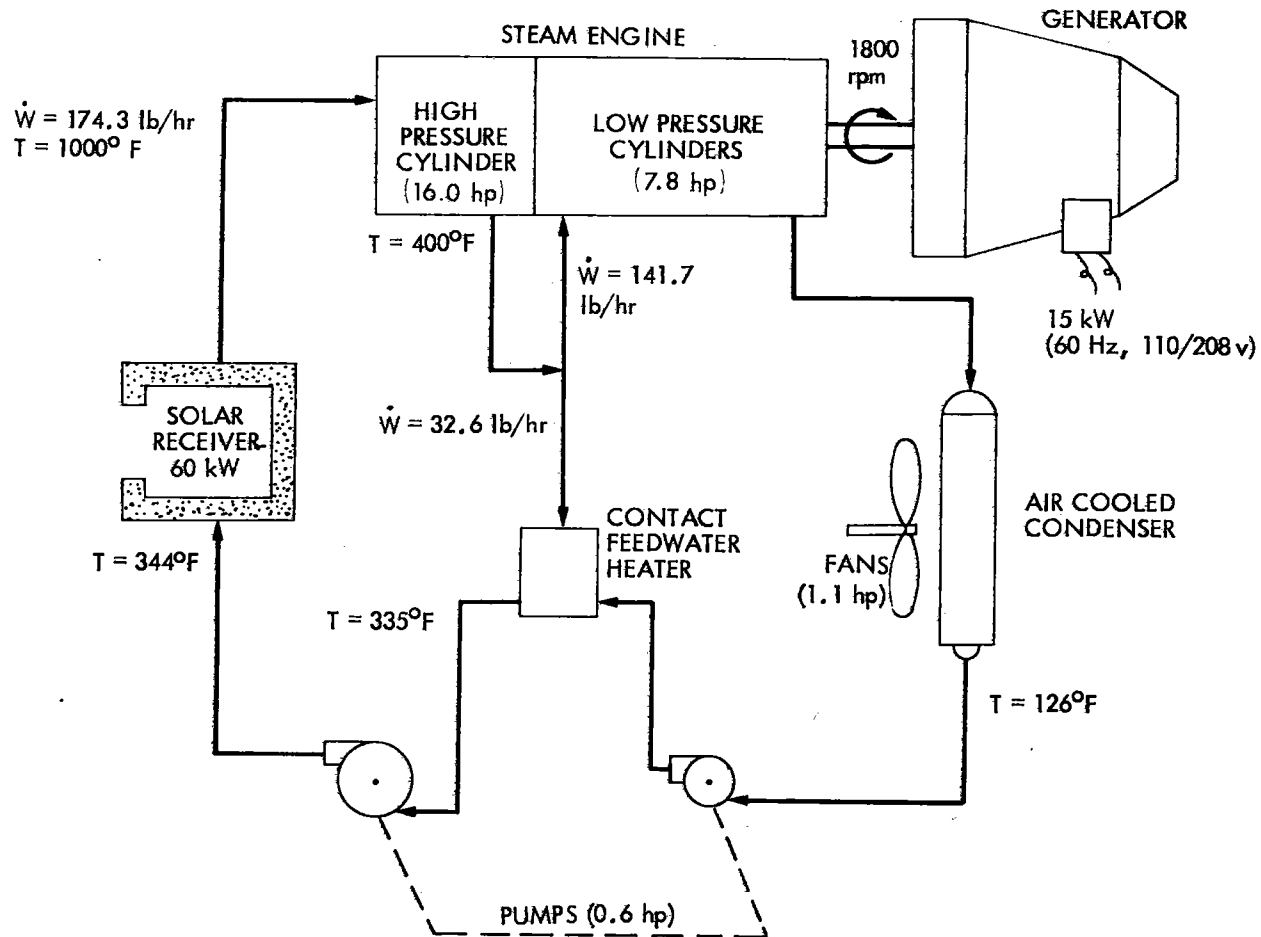 GENERATOR
STEAM ENGINE
1800
rpm
Ẇ = 174.3 lb/hr
T = 1000° F
HIGH
PRESSURE
CYLINDER
(16.0 hp)
LOW PRESSURE
CYLINDERS
(7.8 hp)
T = 400°F
Ẇ = 141.7
lb/hr
15 kW
(60 Hz, 110/208 v)
Ẇ = 32.6 lb/hr
SOLAR
RECEIVER
60 kW
CONTACT
FEEDWATER
HEATER
AIR COOLED
CONDENSER
FANS
(1.1 hp)
T = 344°F
T = 335°F
T = 126°F
PUMPS (0.6 hp)